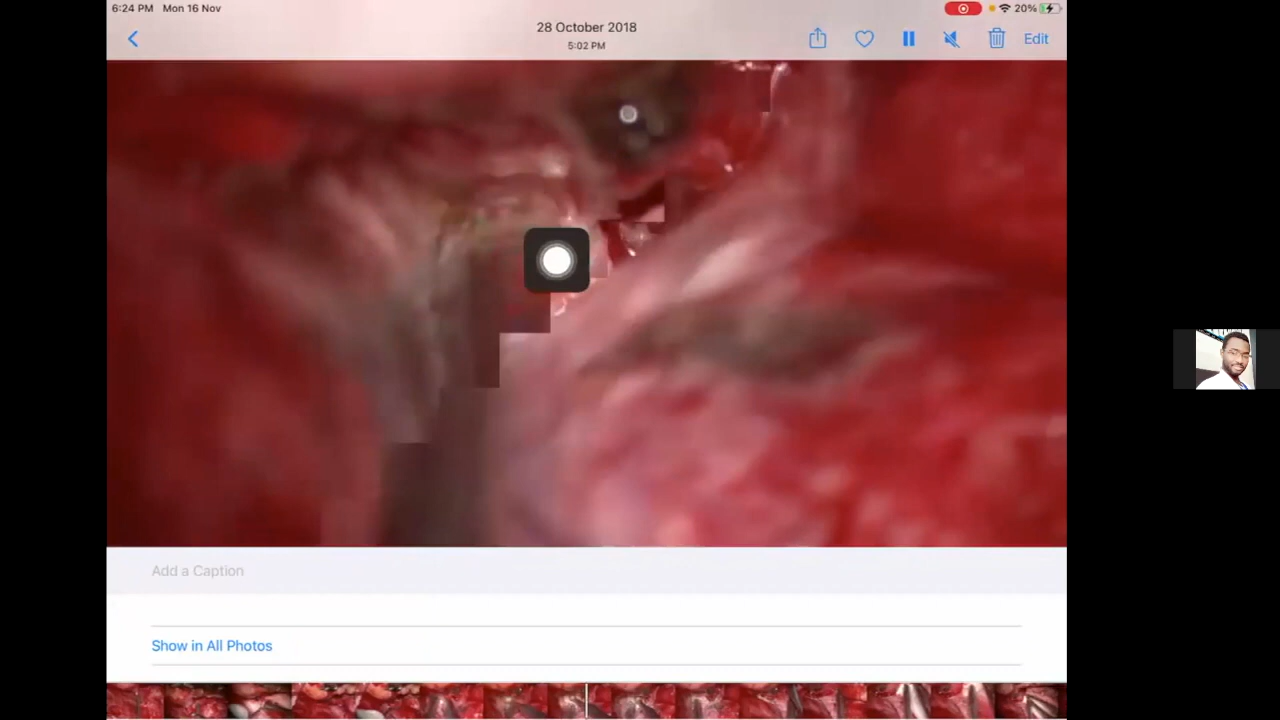 6:24 PM Mon 16 Nov
20%
28 October 2018
5:02 PM
Edit
Add a Caption
Show in All Photos